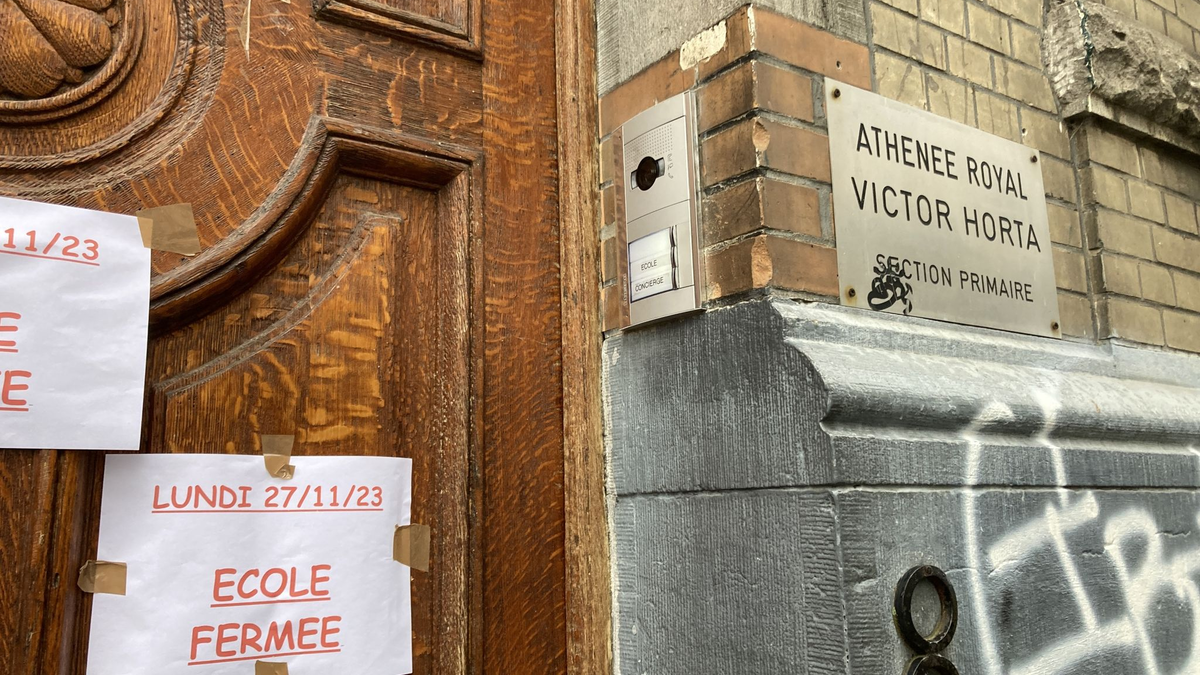 11/23
E
E
LUNDI 27/11/23
ECOLE
FERMEE
ECOLE
CONCIERGE
ATHENEE ROYAL
VICTOR HORTA
SECTION PRIMAIRE